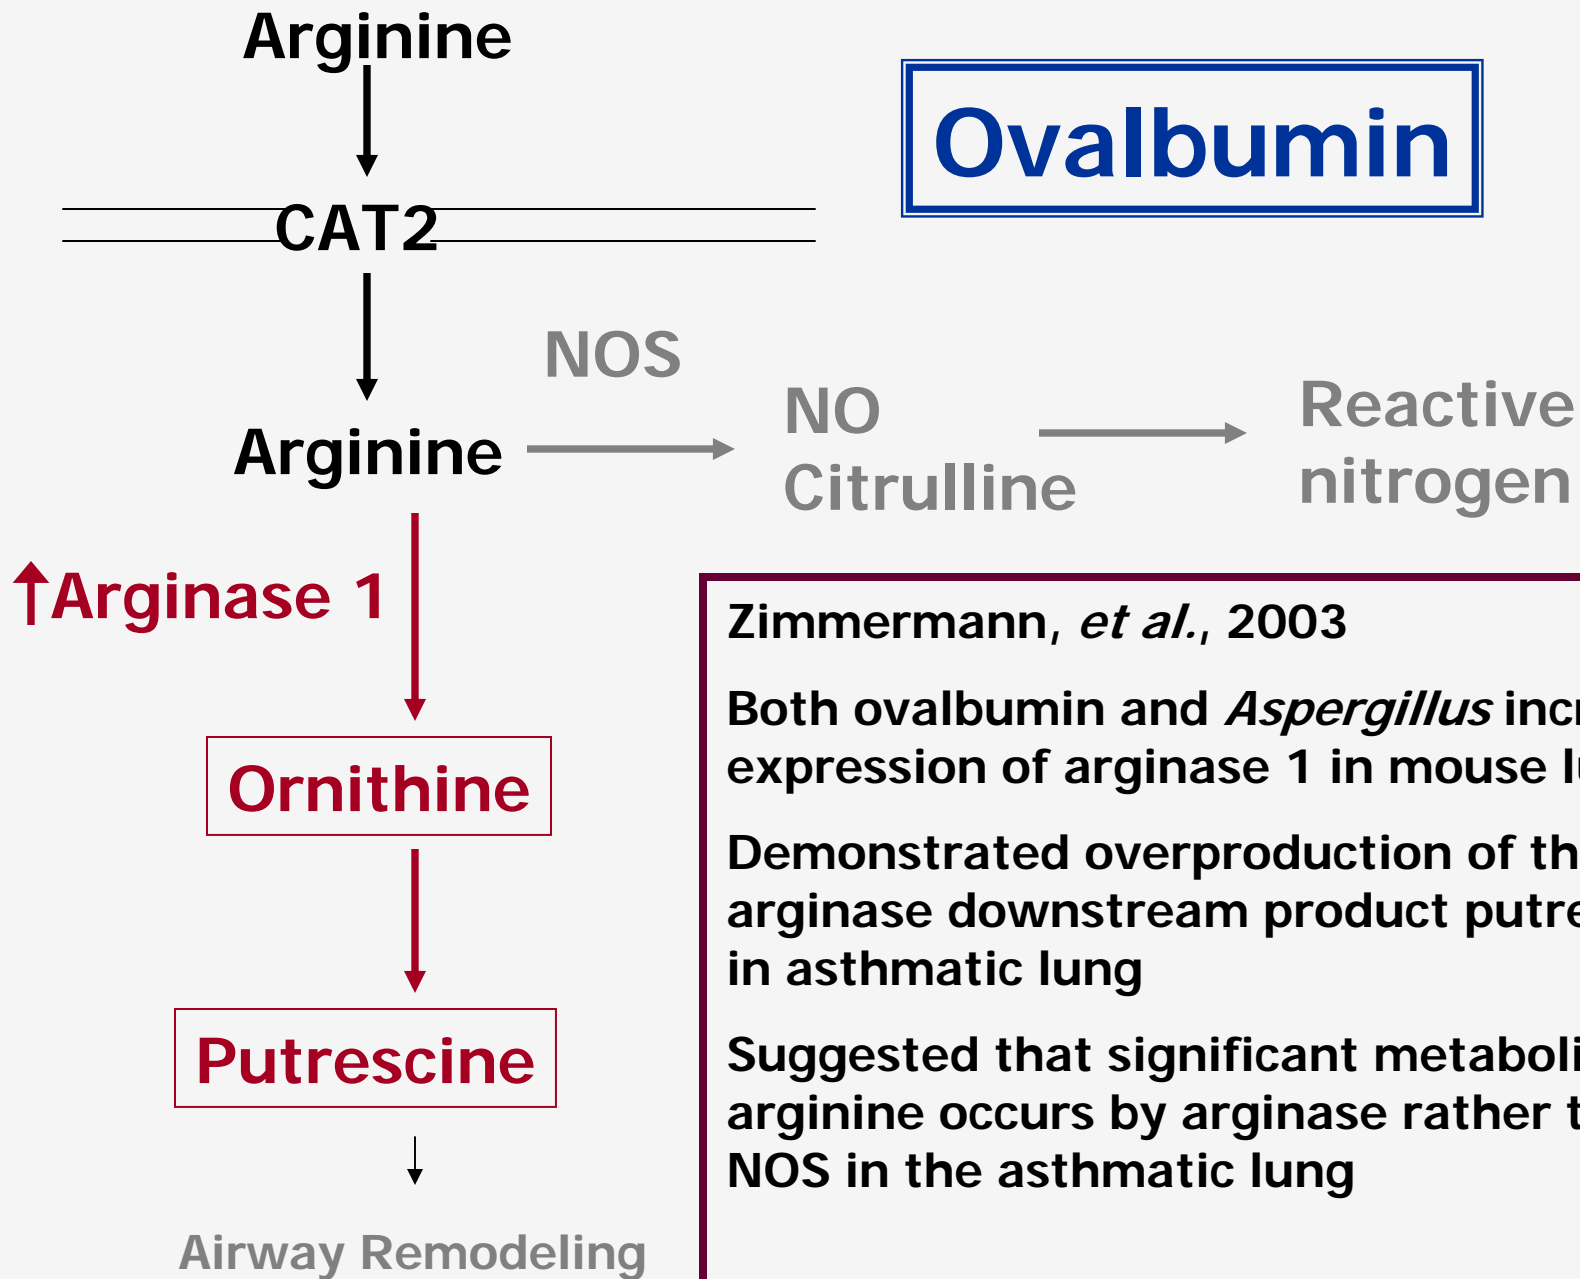 Arginine
Ovalbumin
CAT2
NOS
NO
Citrulline
Reactive
nitrogen
Arginine
↑Arginase 1
Ornithine
Putrescine
Airway Remodeling
Zimmermann, et al., 2003
Both ovalbumin and Aspergillus
expression of arginase 1 in mouse
Demonstrated overproduction of
arginase downstream product
in asthmatic lung
Suggested that significant
arginine occurs by arginase rather
NOS in the asthmatic lung